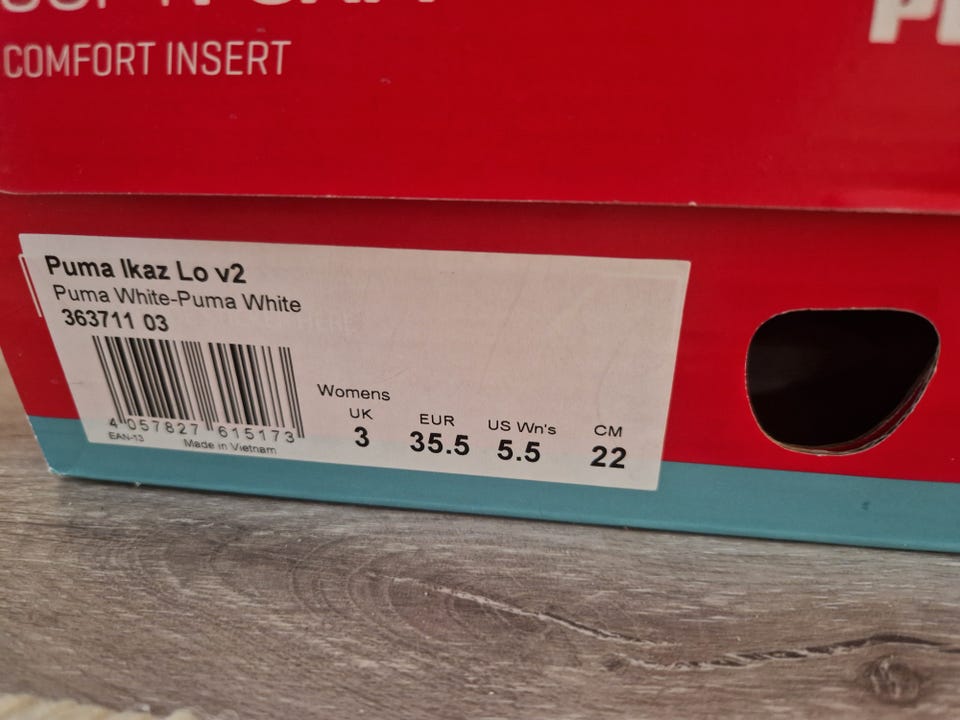 COMFORT INSERT
Puma Ikaz Lo v2
Puma White-Puma White
363711 03
4 057827 615173
EAN-13
Made in Vietnam
Womens
UK EUR US Wn's CM
3 35.5 5.5 22